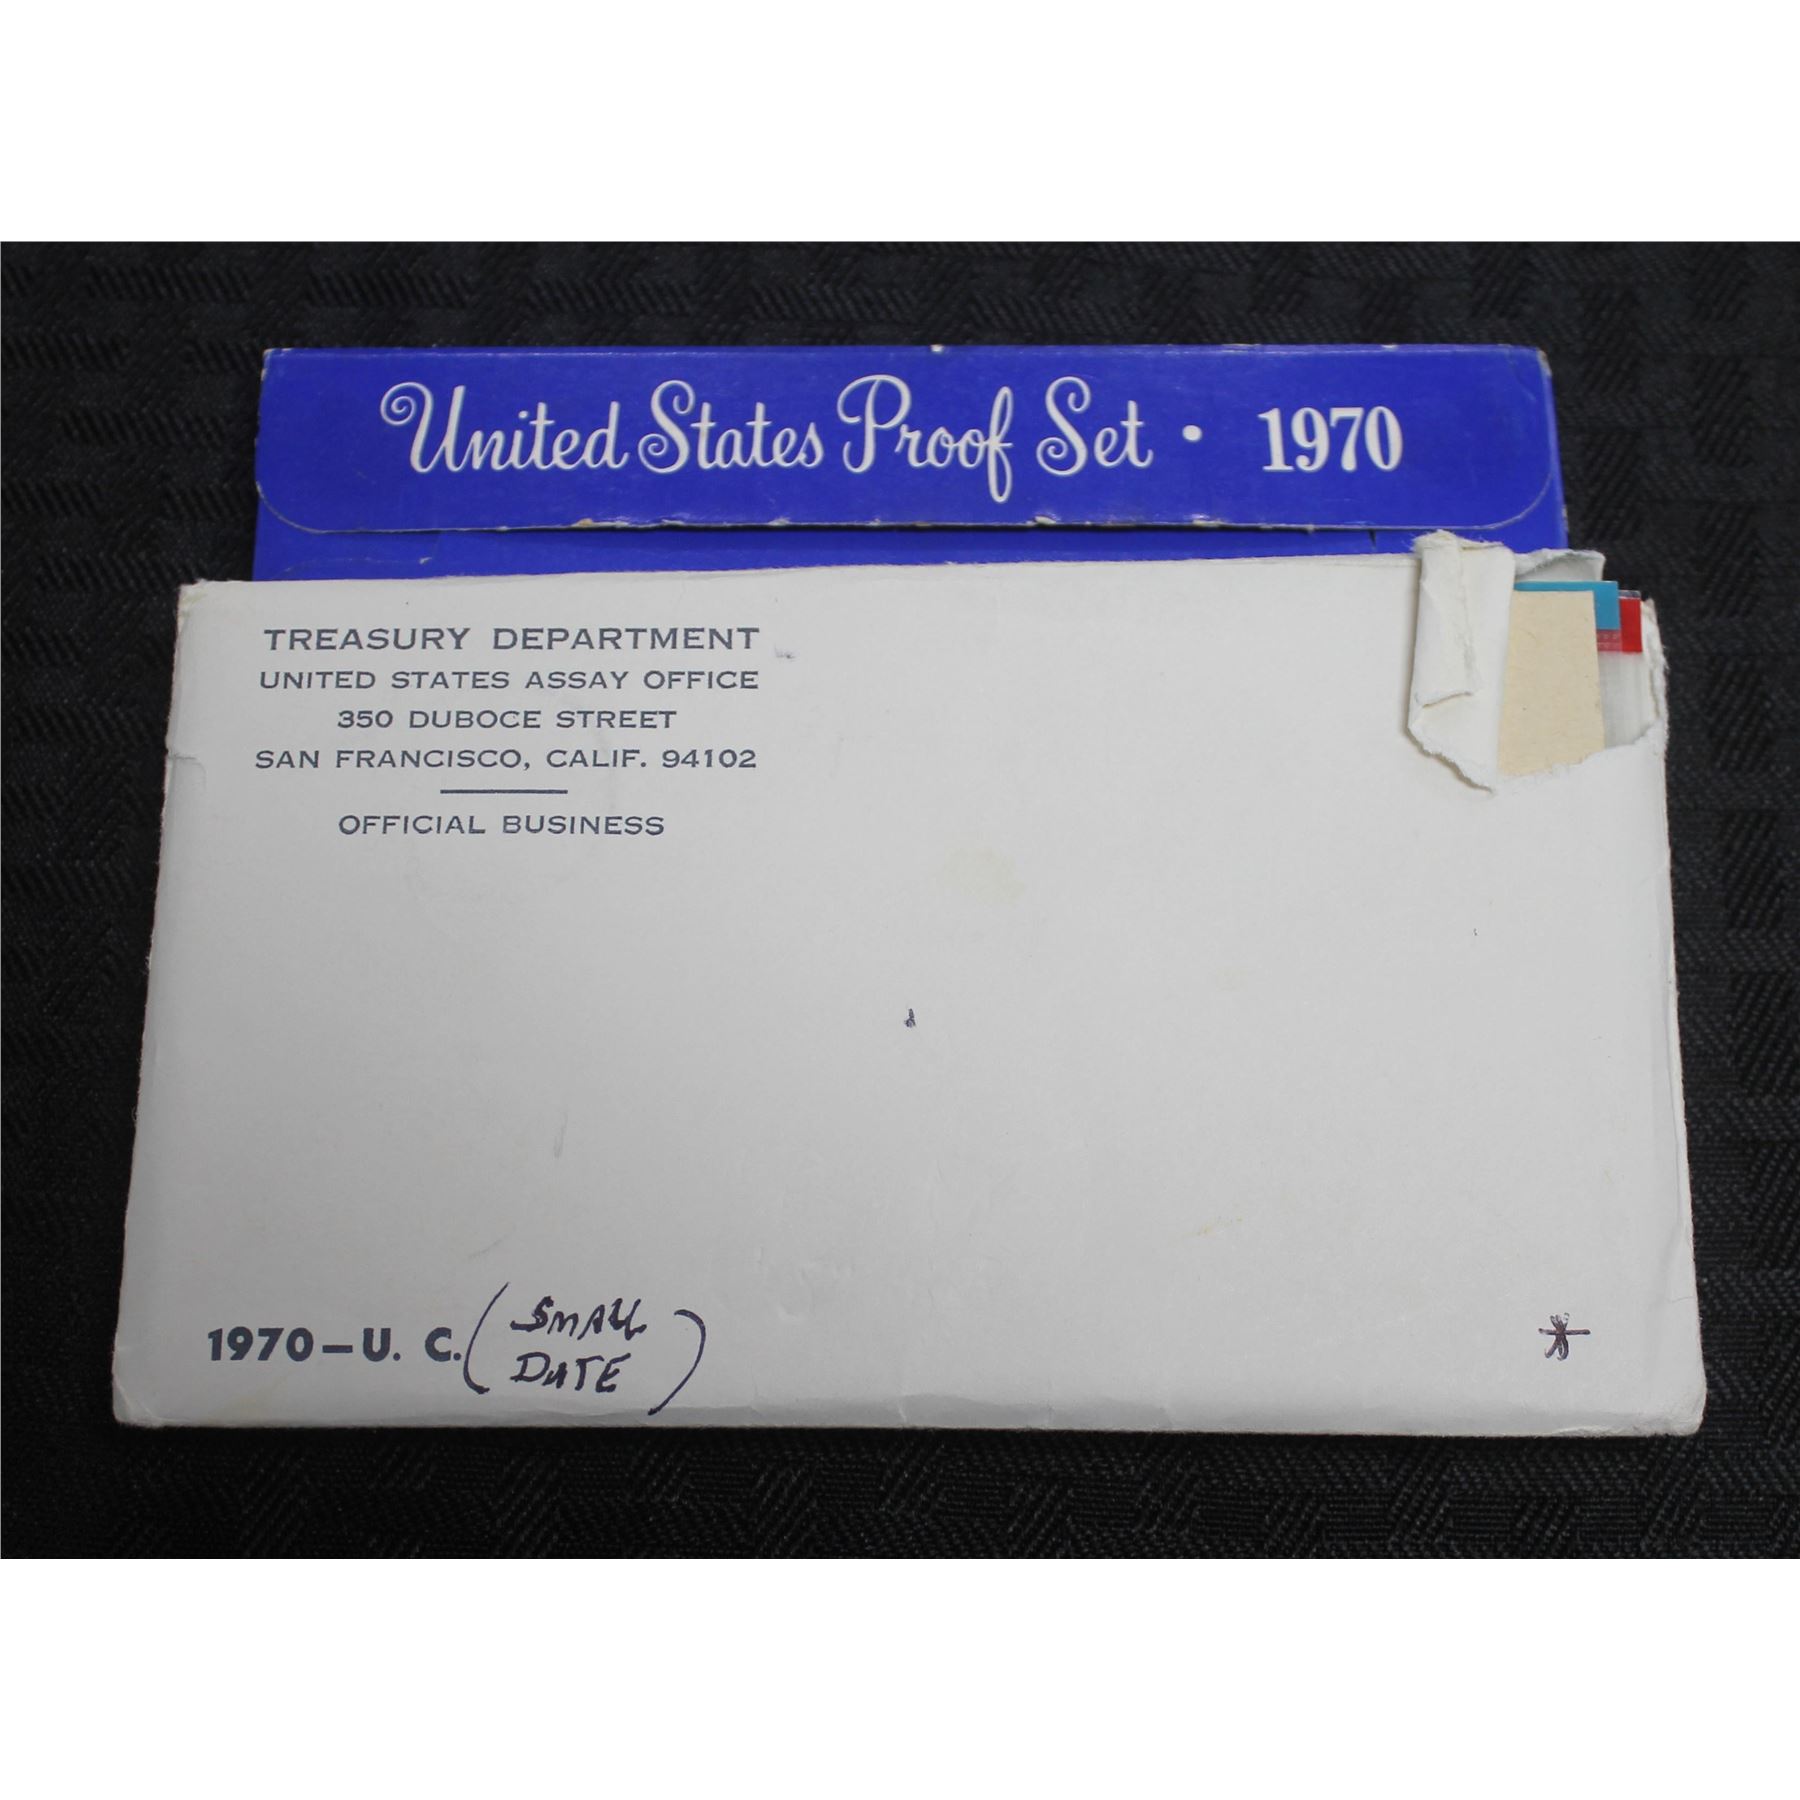 United States Proof Set • 1970
TREASURY DEPARTMENT
UNITED STATES ASSAY OFFICE
350 DUBOCE STREET
SAN FRANCISCO, CALIF. 94102
OFFICIAL BUSINESS
1970 – U. C. (SMALL
DATE)
*